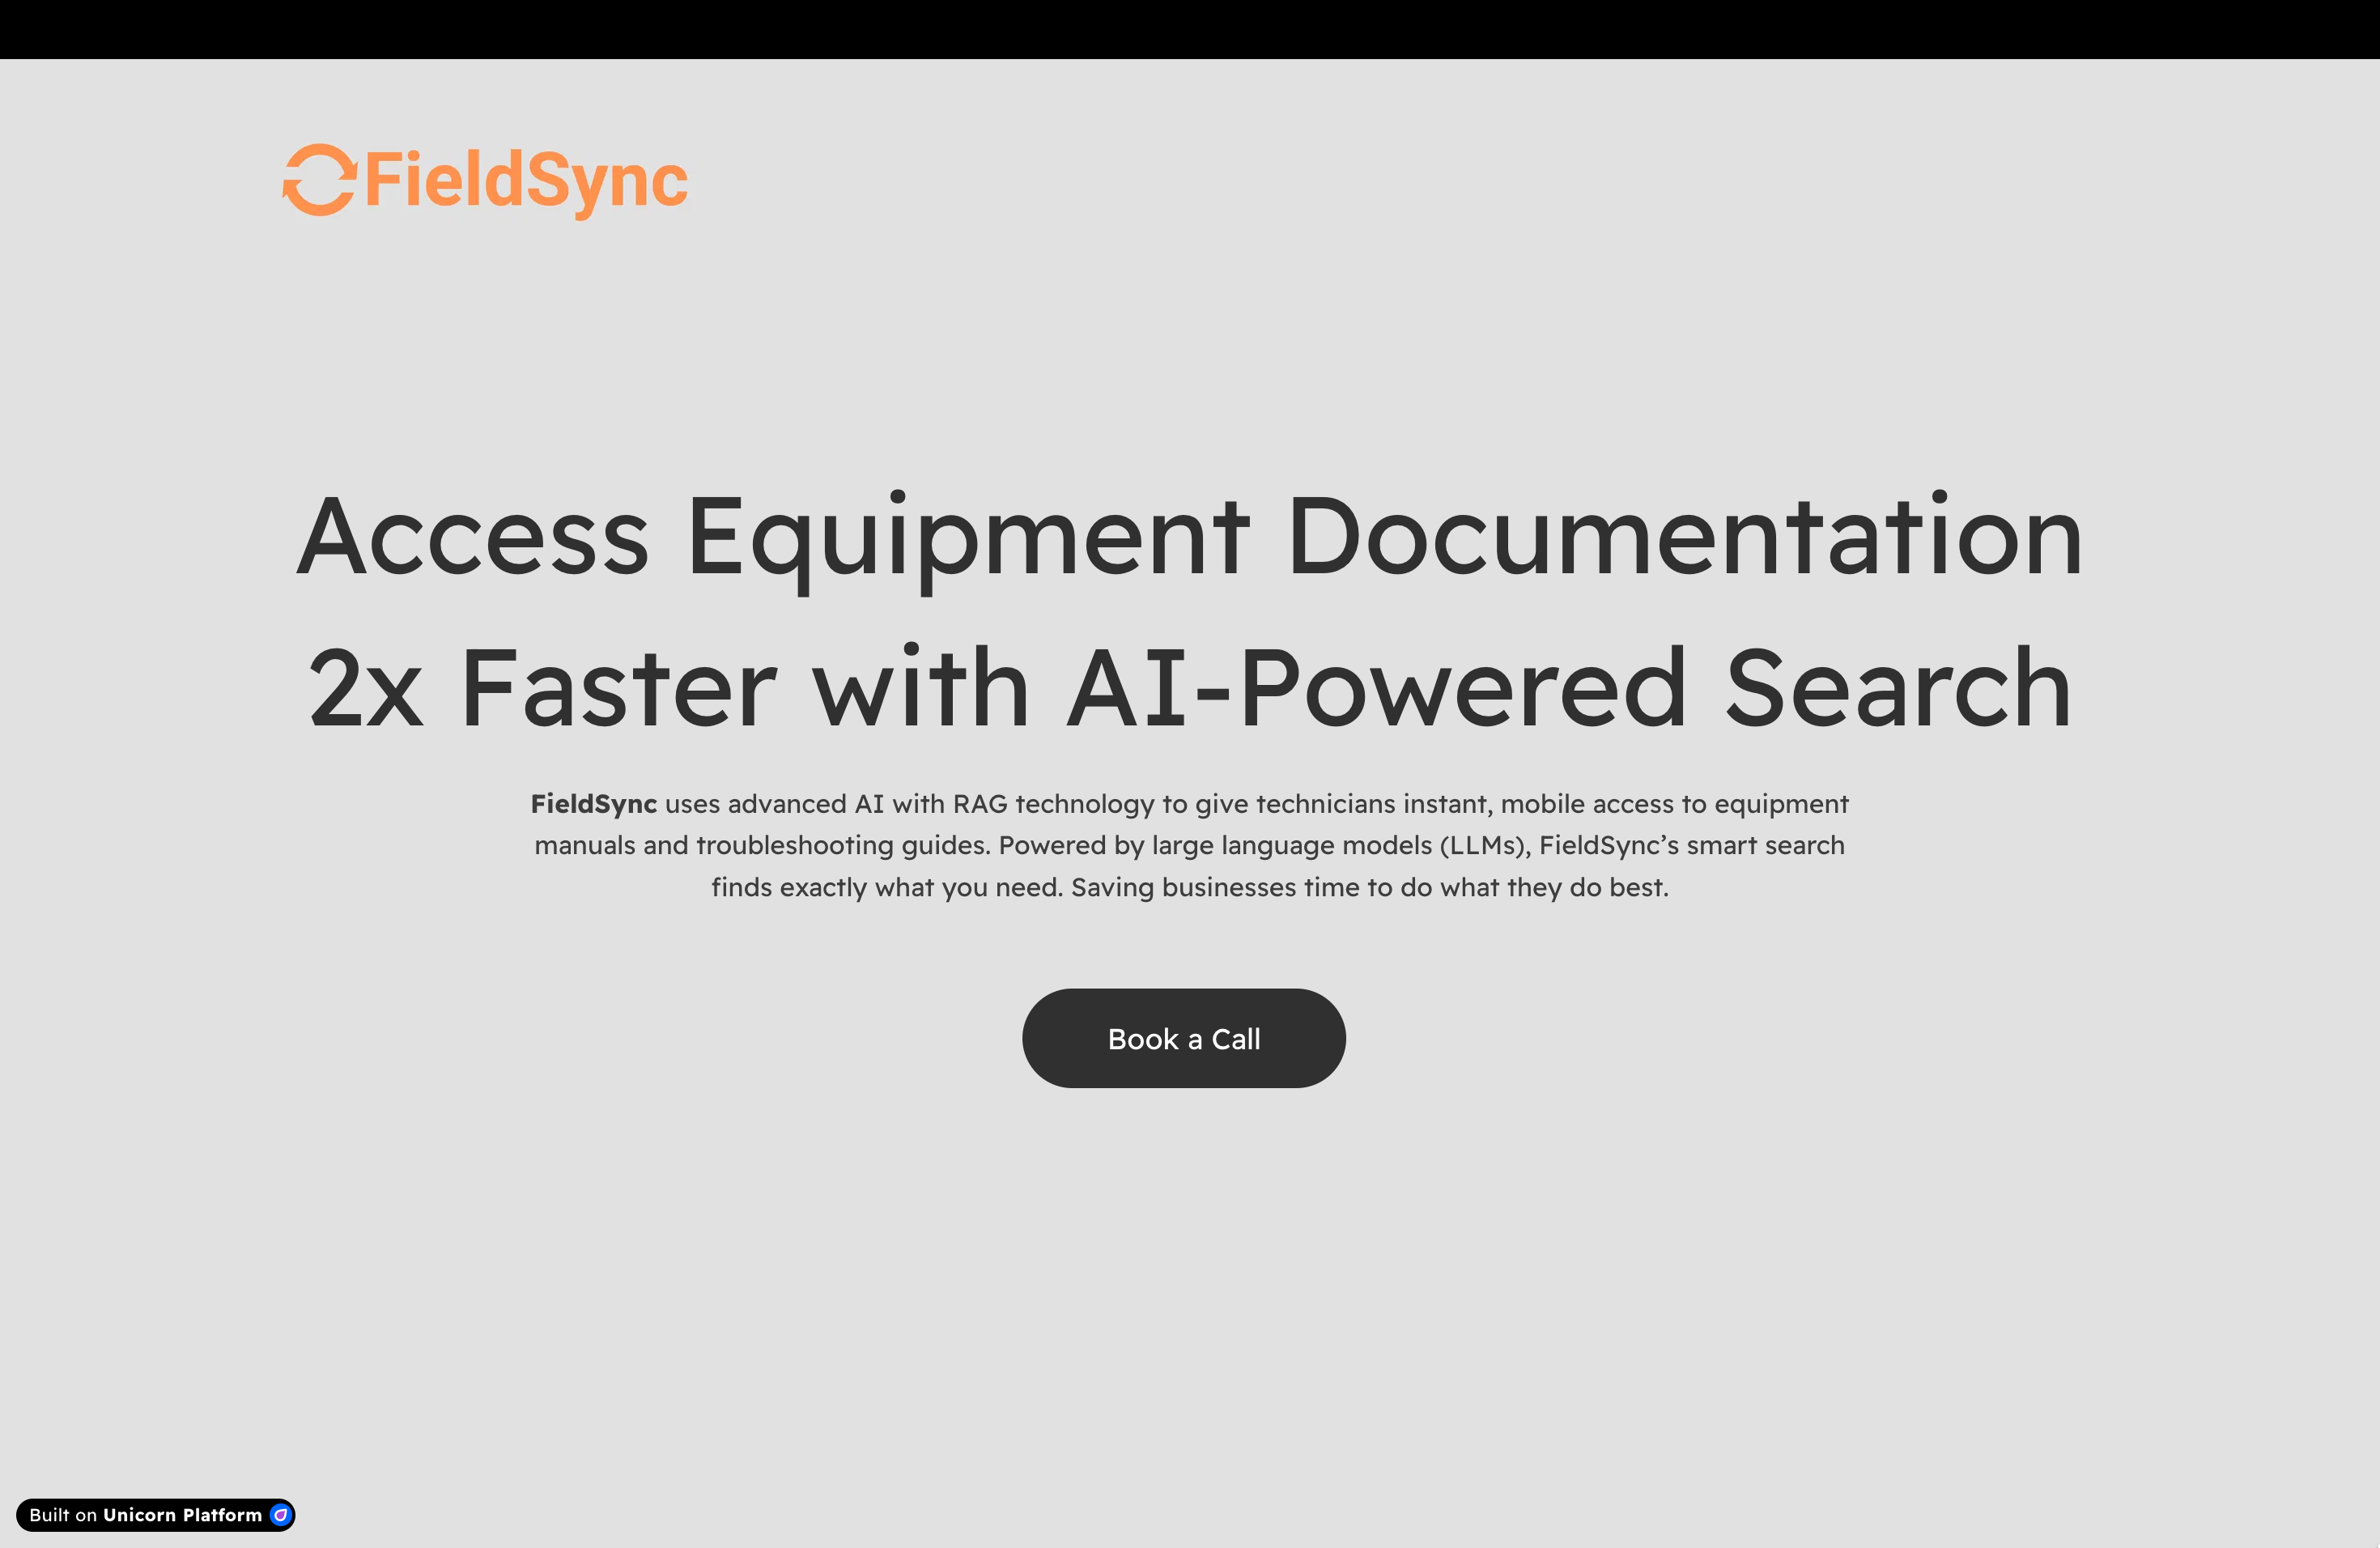 FieldSync
Access Equipment Documentation
2x Faster with AI-Powered Search
FieldSync uses advanced AI with RAG technology to give technicians instant, mobile access to equipment
manuals and troubleshooting guides. Powered by large language models (LLMs), FieldSync’s smart search
finds exactly what you need. Saving businesses time to do what they do best.
Book a Call
Built on Unicorn Platform